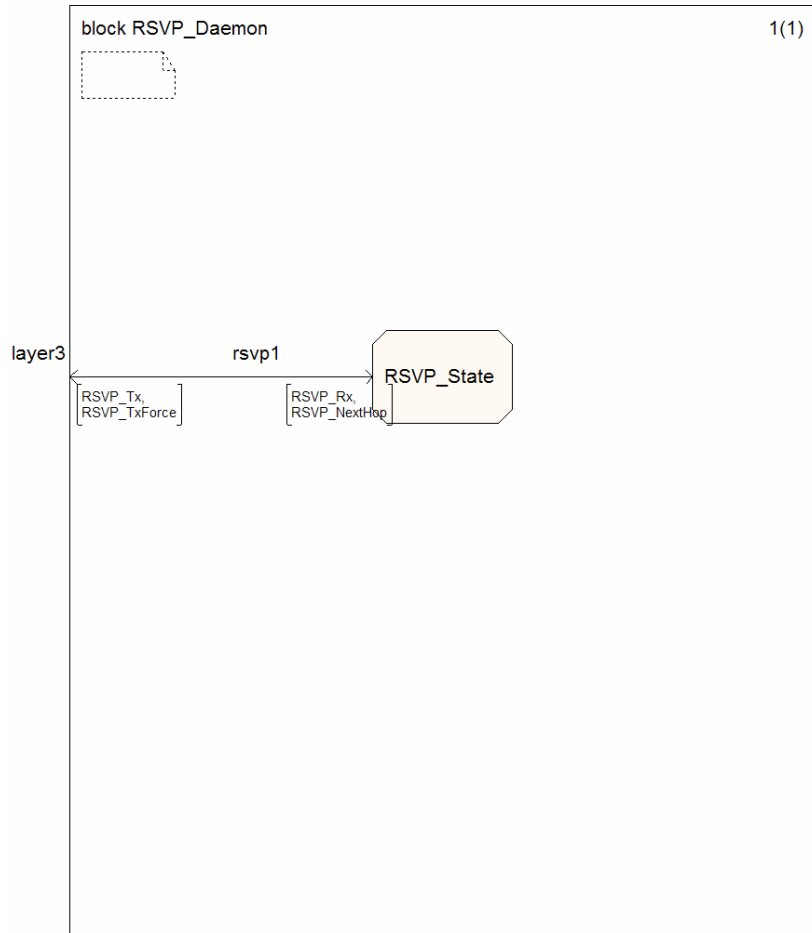 block RSVP_Daemon
1(1)
layer3
rsvp1
RSVP_State
RSVP_Tx,
RSVP_TxForce
RSVP_Rx,
RSVP_NextHop